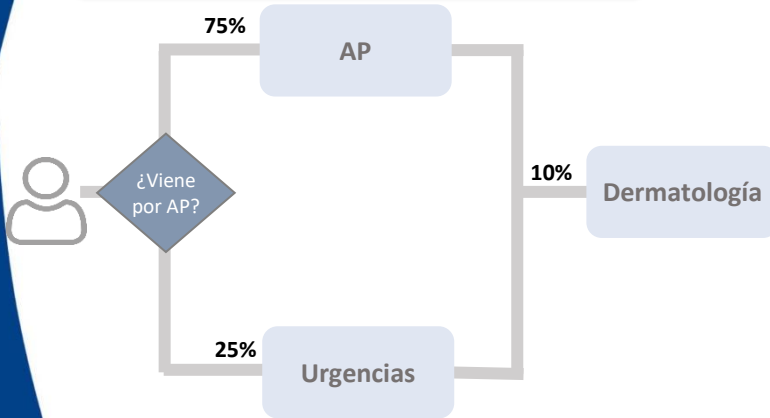 75%
AP
¿Viene
por AP?
10%
Dermatología
25%
Urgencias